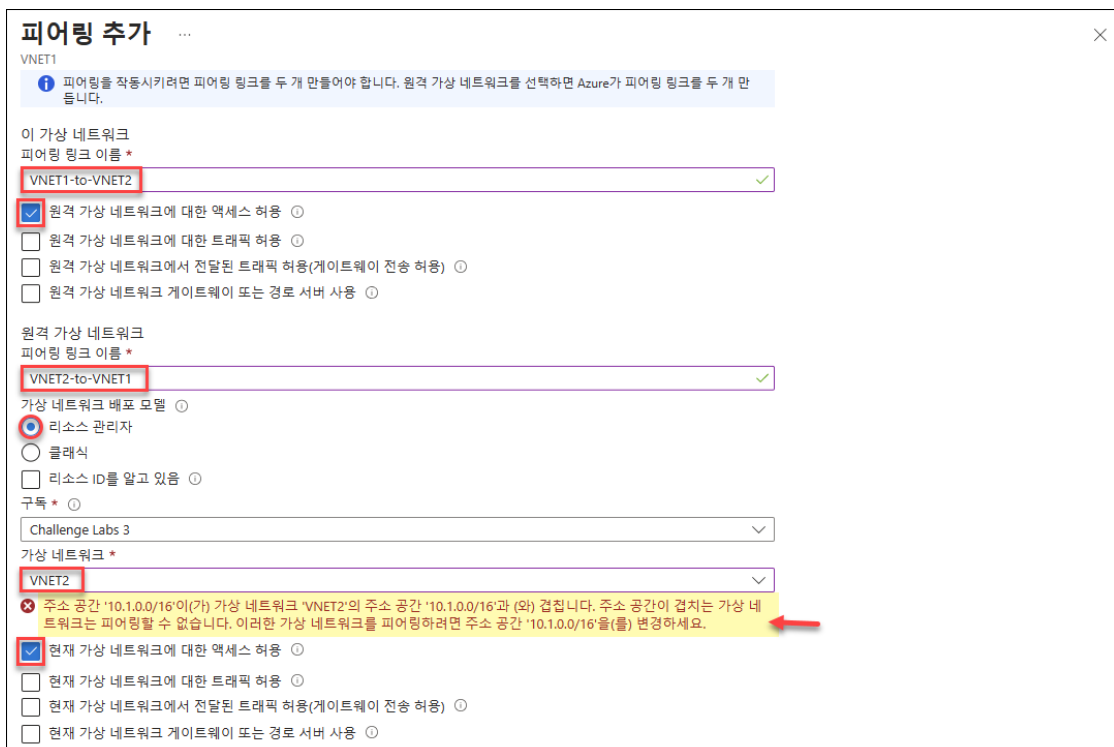 피어링 추가 ...
VNET1
피어링을 작동시키려면 피어링 링크를 두 개 만들어야 합니다. 원격 가상 네트워크를 선택하면 Azure가 피어링 링크를 두 개 만
듭니다.
이 가상 네트워크
피어링 링크 이름 *
VNET1-to-VNET2
원격 가상 네트워크에 대한 액세스 허용
원격 가상 네트워크에 대한 트래픽 허용
원격 가상 네트워크에서 전달된 트래픽 허용(게이트웨이 전송 허용)
원격 가상 네트워크 게이트웨이 또는 경로 서버 사용
원격 가상 네트워크
피어링 링크 이름 *
VNET2-to-VNET1
가상 네트워크 배포 모델
리소스 관리자
클래식
리소스 ID를 알고 있음
구독 *
Challenge Labs 3
가상 네트워크 *
VNET2
주소 공간 '10.1.0.0/16'이(가) 가상 네트워크 'VNET2'의 주소 공간 '10.1.0.0/16'과 (와) 겹칩니다. 주소 공간이 겹치는 가상 네
트워크는 피어링할 수 없습니다. 이러한 가상 네트워크를 피어링하려면 주소 공간 '10.1.0.0/16'을(를) 변경하세요.
현재 가상 네트워크에 대한 액세스 허용
현재 가상 네트워크에 대한 트래픽 허용
현재 가상 네트워크에서 전달된 트래픽 허용(게이트웨이 전송 허용)
현재 가상 네트워크 게이트웨이 또는 경로 서버 사용